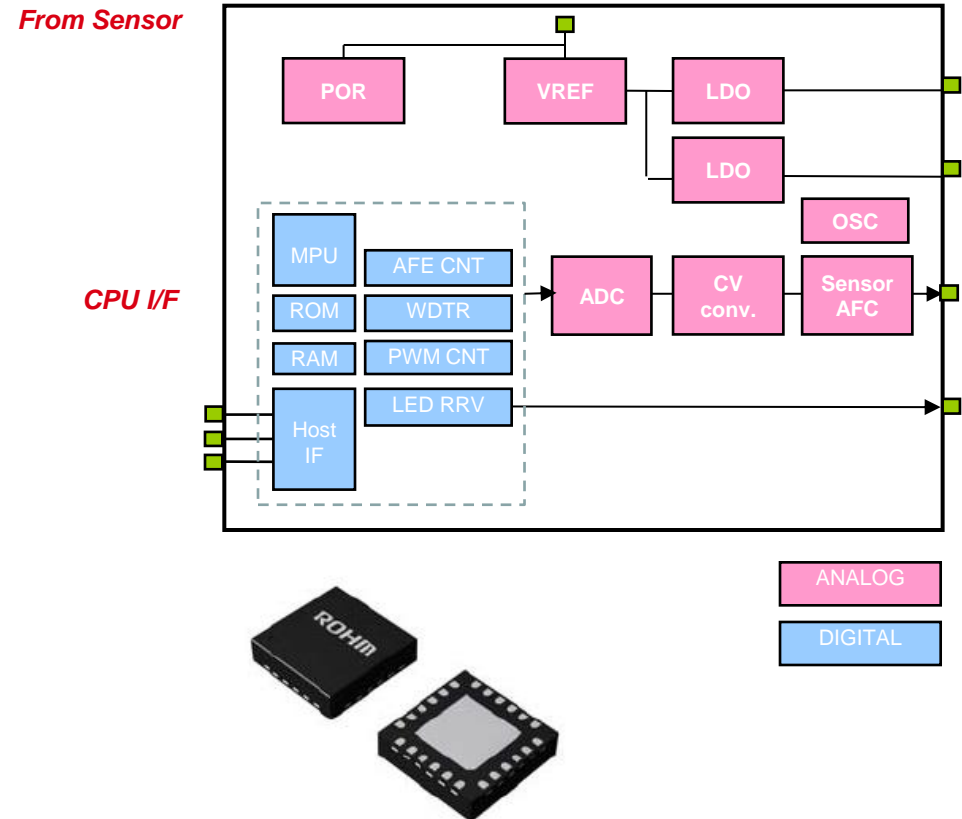 From Sensor
POR
VREF
LDO
LDO
OSC
MPU
AFE CNT
CPU I/F
ADC
CV
conv.
Sensor
AFC
ROM
WDTR
RAM
PWM CNT
LED RRV
Host
IF
ANALOG
DIGITAL
ROHM